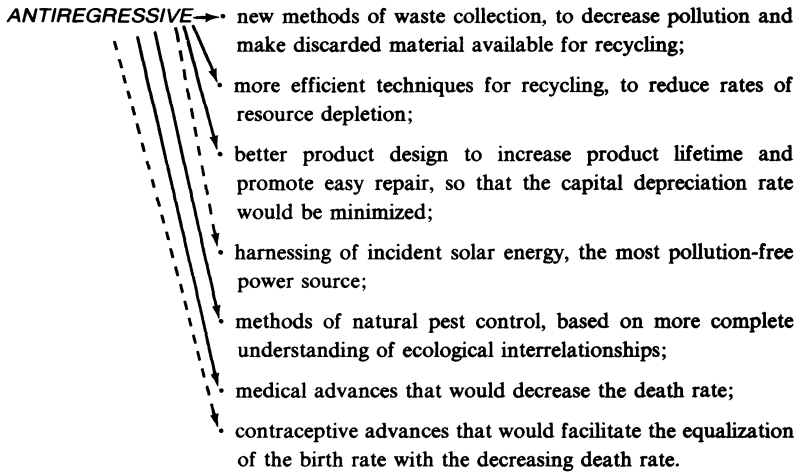 ANTIREGRESSIVE • new methods of waste collection, to decrease pollution and
make discarded material available for recycling;
• more efficient techniques for recycling, to reduce rates of
resource depletion;
• better product design to increase product lifetime and
promote easy repair, so that the capital depreciation rate
would be minimized;
• harnessing of incident solar energy, the most pollution-free
power source;
• methods of natural pest control, based on more complete
understanding of ecological interrelationships;
• medical advances that would decrease the death rate;
• contraceptive advances that would facilitate the equalization
of the birth rate with the decreasing death rate.